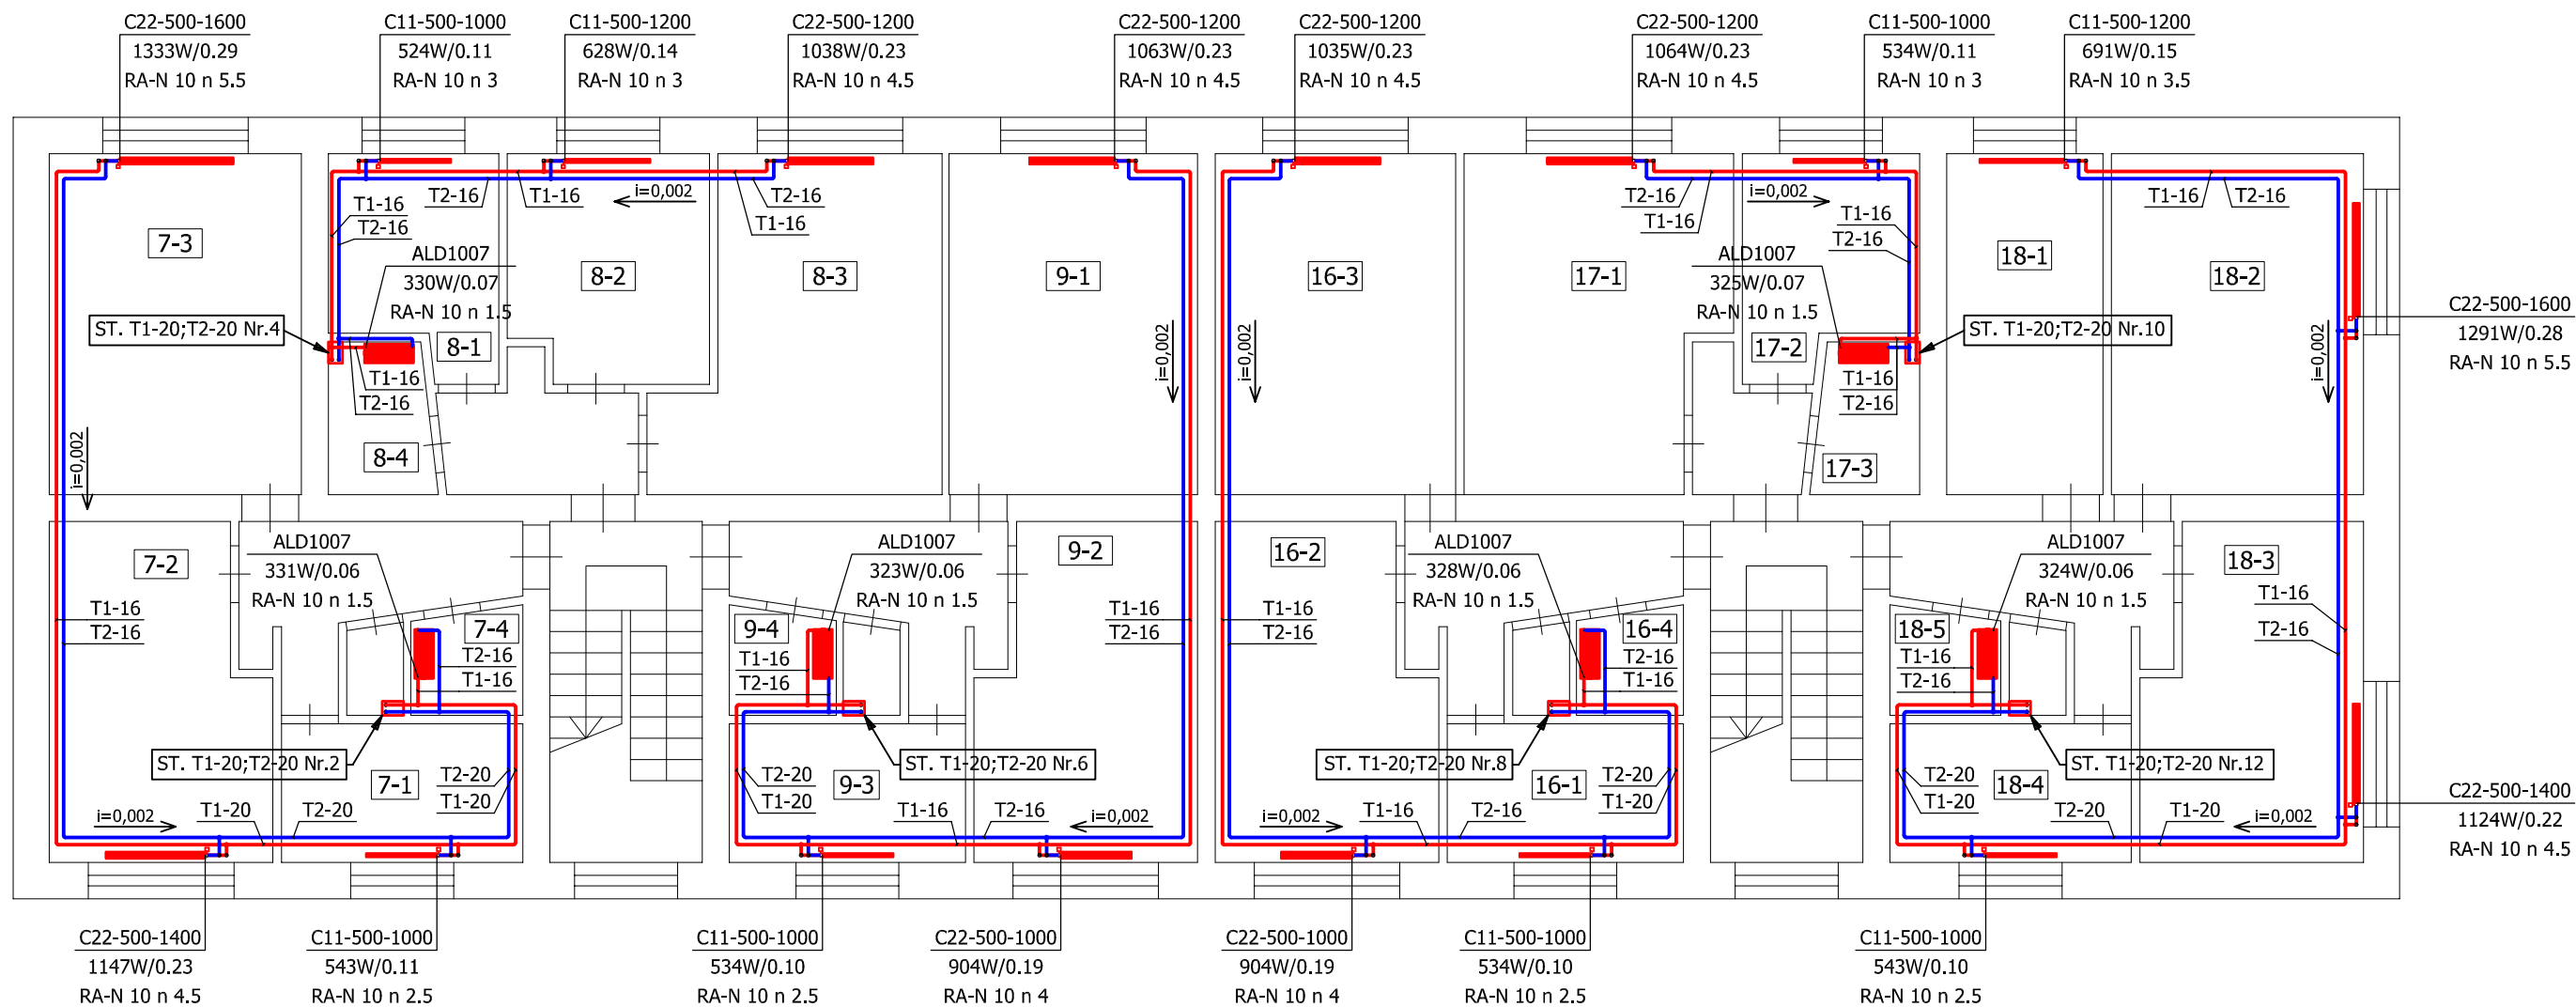 C22-500-1600
1333W/0.29
RA-N 10 n 5.5
C11-500-1000
524W/0.11
RA-N 10 n 3
C11-500-1200
628W/0.14
RA-N 10 n 3
C22-500-1200
1038W/0.23
RA-N 10 n 4.5
C22-500-1200
1063W/0.23
RA-N 10 n 4.5
C22-500-1200
1035W/0.23
RA-N 10 n 4.5
C22-500-1200
1064W/0.23
RA-N 10 n 4.5
C11-500-1000
534W/0.11
RA-N 10 n 3
C11-500-1200
691W/0.15
RA-N 10 n 3.5
T1-16
T2-16
T2-16
T1-16
i=0,002
T2-16
T1-16
T2-16
T1-16
i=0,002
T1-16
T2-16
T1-16
T2-16
7-3
ALD1007
330W/0.07
RA-N 10 n 1.5
8-2
8-3
9-1
16-3
17-1
ALD1007
325W/0.07
RA-N 10 n 1.5
18-1
18-2
C22-500-1600
1291W/0.28
RA-N 10 n 5.5
ST. T1-20;T2-20 Nr.4
8-1
T1-16
T2-16
8-4
i=0,002
i=0,002
i=0,002
17-2
T1-16
T2-16
17-3
ST. T1-20;T2-20 Nr.10
i=0,002
7-2
ALD1007
331W/0.06
RA-N 10 n 1.5
ALD1007
323W/0.06
RA-N 10 n 1.5
9-2
16-2
ALD1007
328W/0.06
RA-N 10 n 1.5
ALD1007
324W/0.06
RA-N 10 n 1.5
18-3
T1-16
T2-16
7-4
T2-16
T1-16
9-4
T1-16
T2-16
T1-16
T2-16
T1-16
T2-16
16-4
T2-16
T1-16
18-5
T1-16
T2-16
T1-16
T2-16
ST. T1-20;T2-20 Nr.2
7-1
T2-20
T1-20
T2-20
T1-20
ST. T1-20;T2-20 Nr.6
9-3
ST. T1-20;T2-20 Nr.8
16-1
T2-20
T1-20
T2-20
T1-20
ST. T1-20;T2-20 Nr.12
18-4
i=0,002
T1-20
T2-20
T1-16
T2-16
i=0,002
i=0,002
T1-16
T2-16
T2-20
T1-20
i=0,002
C22-500-1400
1124W/0.22
RA-N 10 n 4.5
C22-500-1400
1147W/0.23
RA-N 10 n 4.5
C11-500-1000
543W/0.11
RA-N 10 n 2.5
C11-500-1000
534W/0.10
RA-N 10 n 2.5
C22-500-1000
904W/0.19
RA-N 10 n 4
C22-500-1000
904W/0.19
RA-N 10 n 4
C11-500-1000
534W/0.10
RA-N 10 n 2.5
C11-500-1000
543W/0.10
RA-N 10 n 2.5